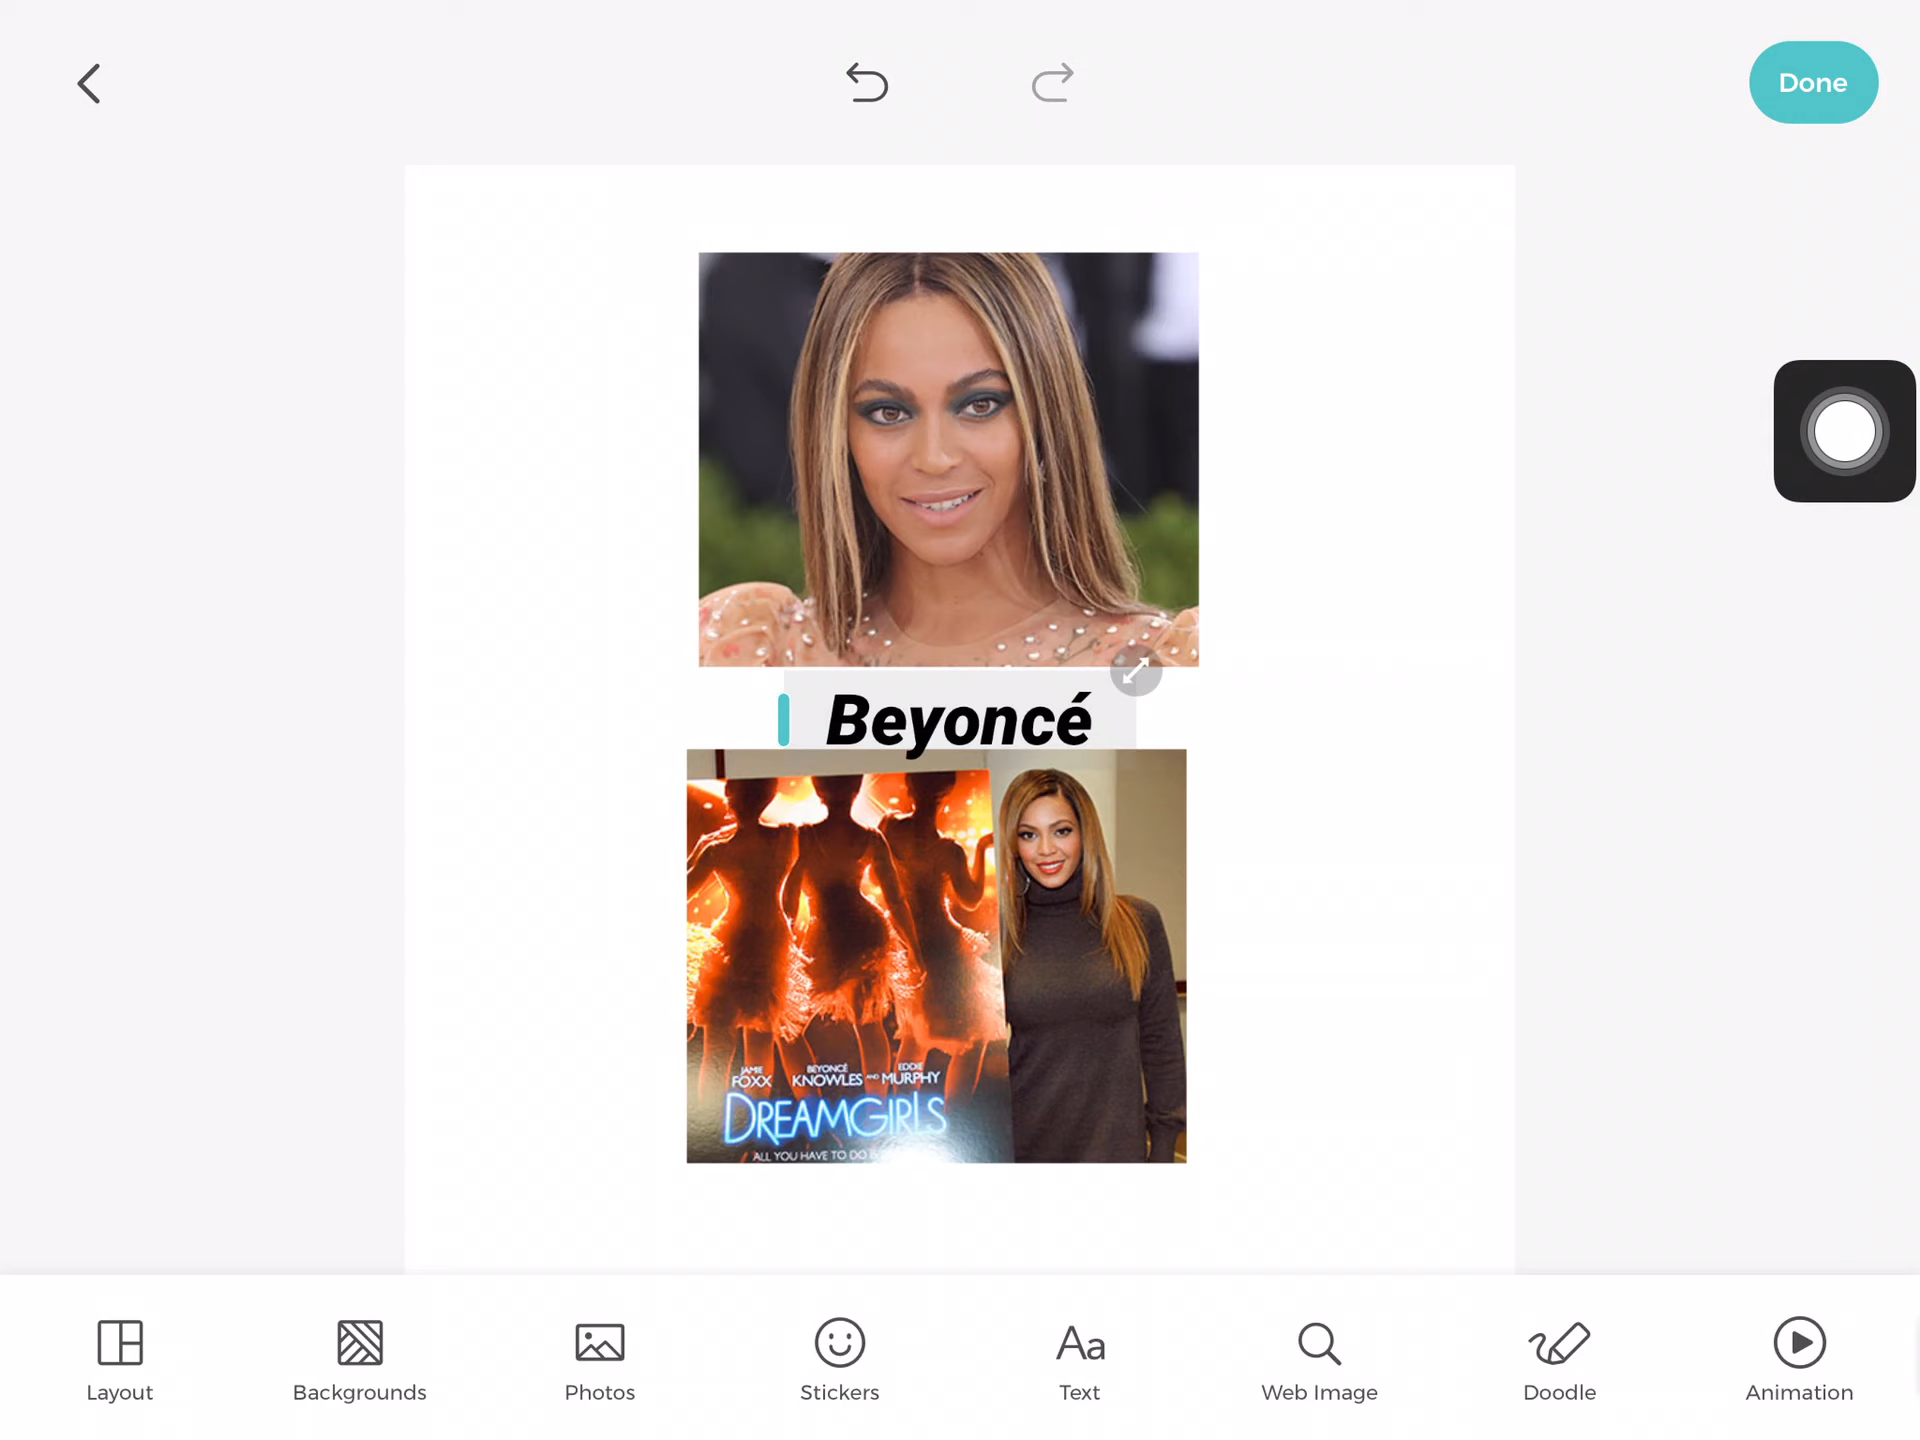 Done
Beyoncé
JAMIE FOXX BEYONCÉ KNOWLES AND EDDIE MURPHY
DREAMGIRLS
ALL YOU HAVE TO DO
Layout Backgrounds Photos Stickers Text Web Image Doodle Animation